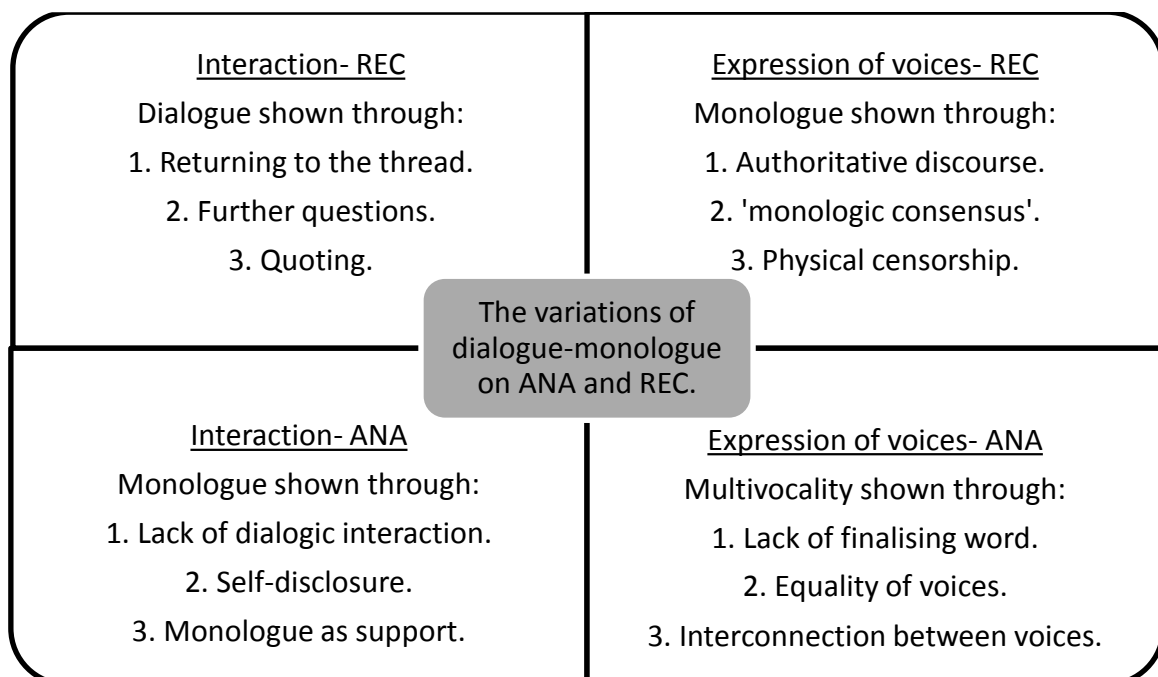 Interaction- REC
Dialogue shown through:
1. Returning to the thread.
2. Further questions.
3. Quoting.
Expression of voices- REC
Monologue shown through:
1. Authoritative discourse.
2. 'monologic consensus'.
3. Physical censorship.
The variations of
dialogue-monologue
on ANA and REC.
Interaction- ANA
Monologue shown through:
1. Lack of dialogic interaction.
2. Self-disclosure.
3. Monologue as support.
Expression of voices- ANA
Multivocality shown through:
1. Lack of finalising word.
2. Equality of voices.
3. Interconnection between voices.